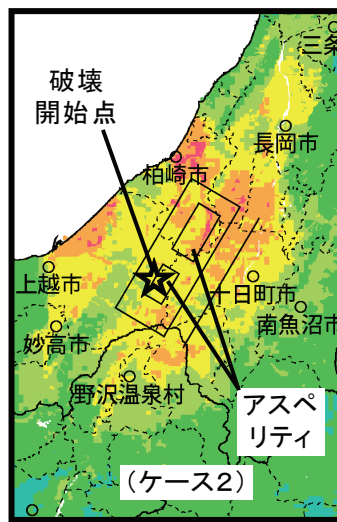 三条
破壊
開始点
長岡市
柏崎市
上越市
十日町市
南魚沼市
妙高市
野沢温泉村
アスペ
リティ
（ケース２）